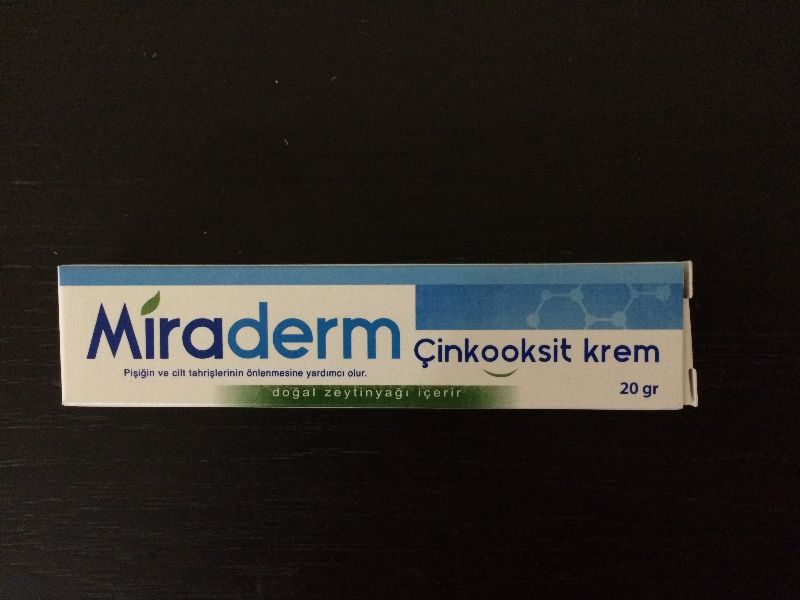 Miraderm
Çinkooksit krem
Pişiğin ve cilt tahrişlerinin önlenmesine yardımcı olur.
doğal zeytinyağı içerir
20 gr